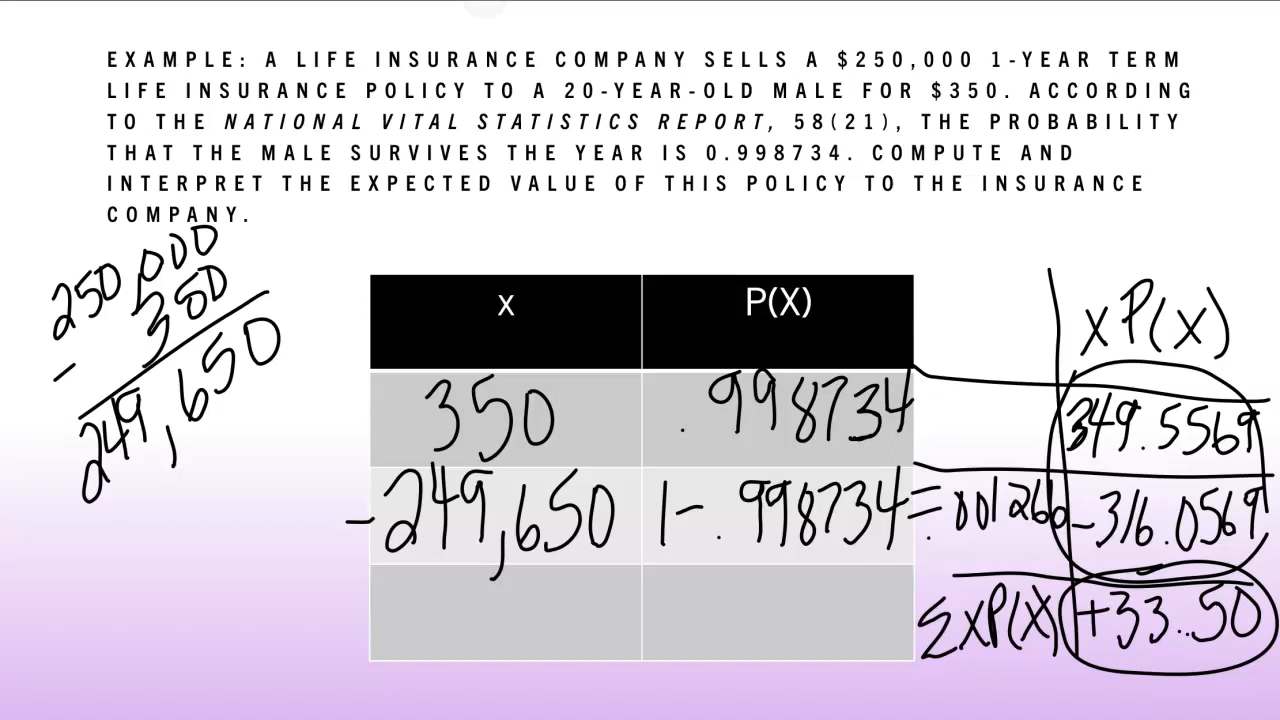 EXAMPLE: A LIFE INSURANCE COMPANY SELLS A $250,000 1-YEAR TERM
LIFE INSURANCE POLICY TO A 20-YEAR-OLD MALE FOR $350. ACCORDING
TO THE NATIONAL VITAL STATISTICS REPORT, 58(21), THE PROBABILITY
THAT THE MALE SURVIVES THE YEAR IS 0.998734. COMPUTE AND
INTERPRET THE EXPECTED VALUE OF THIS POLICY TO THE INSURANCE
COMPANY.
250,000
- 350
249,650
x P(X) x P(x)
350 .998734 349.5569
-249,650 1-.998734 =.001266 -316.0569
Σ x P(x) +33.50